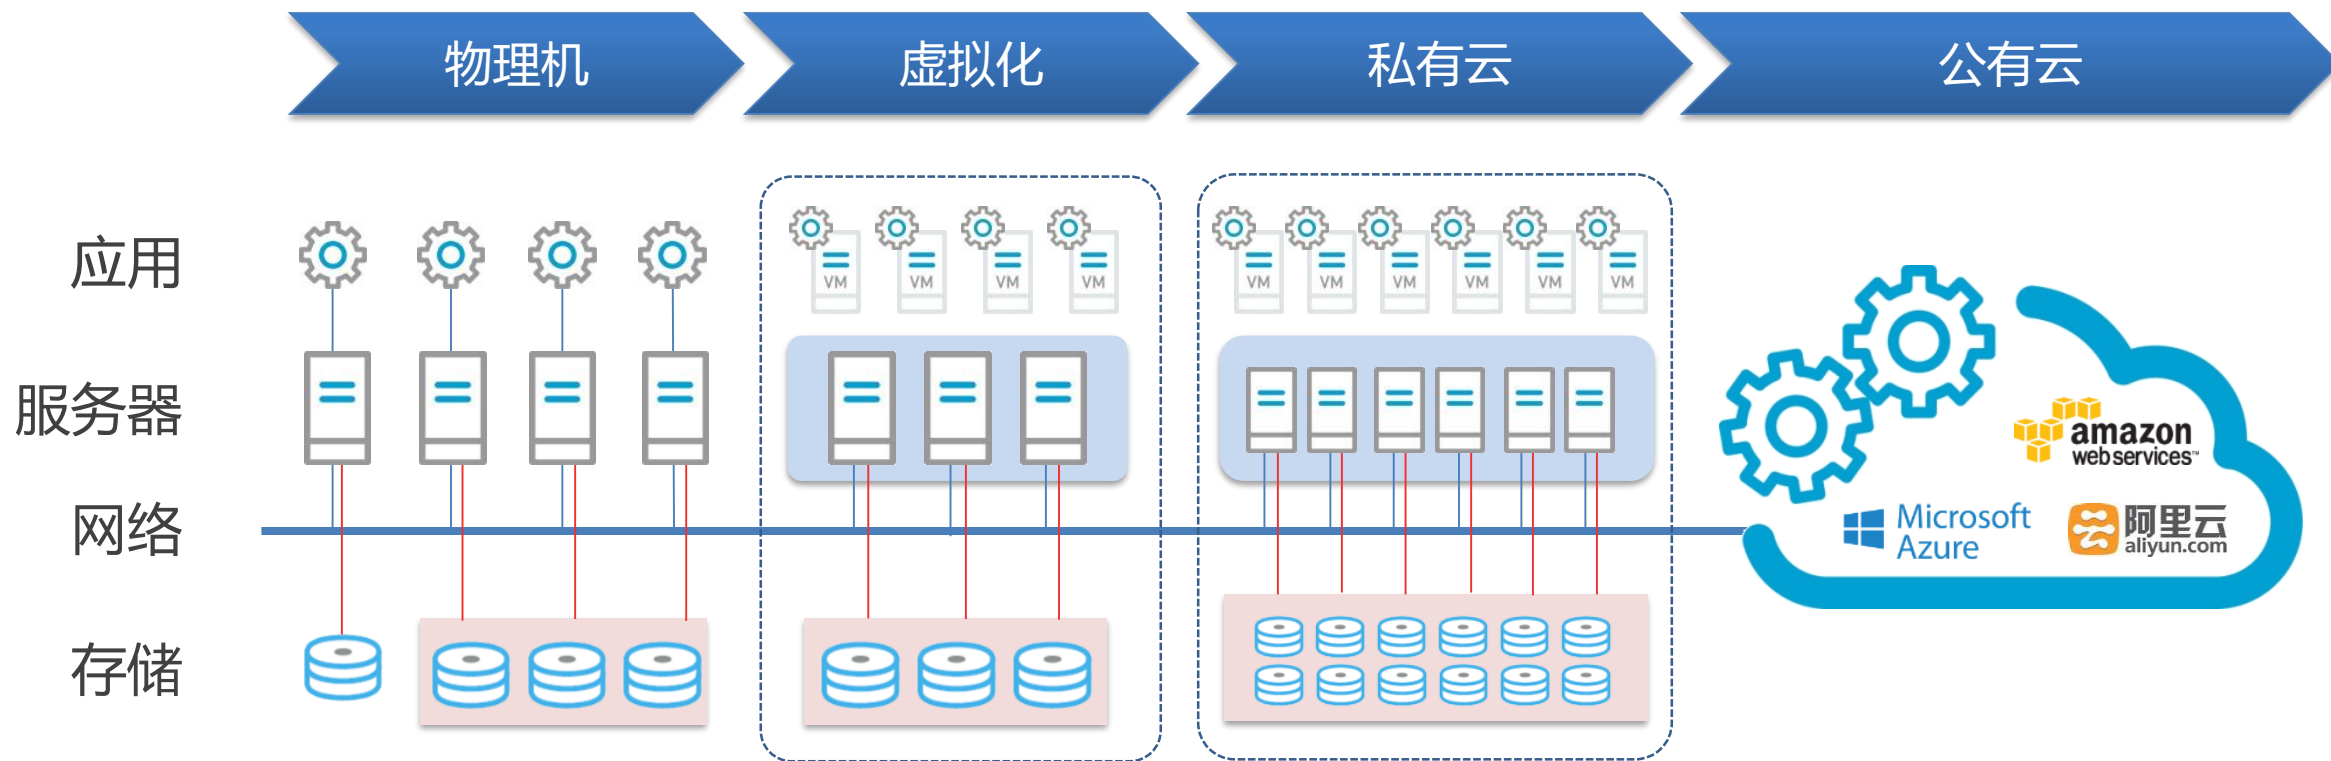 物理机
虚拟化
私有云
公有云
应用
VM
VM
VM
VM
VM
VM
VM
VM
VM
VM
服务器
amazon
web services™
网络
Microsoft
Azure
阿里云
aliyun.com
存储